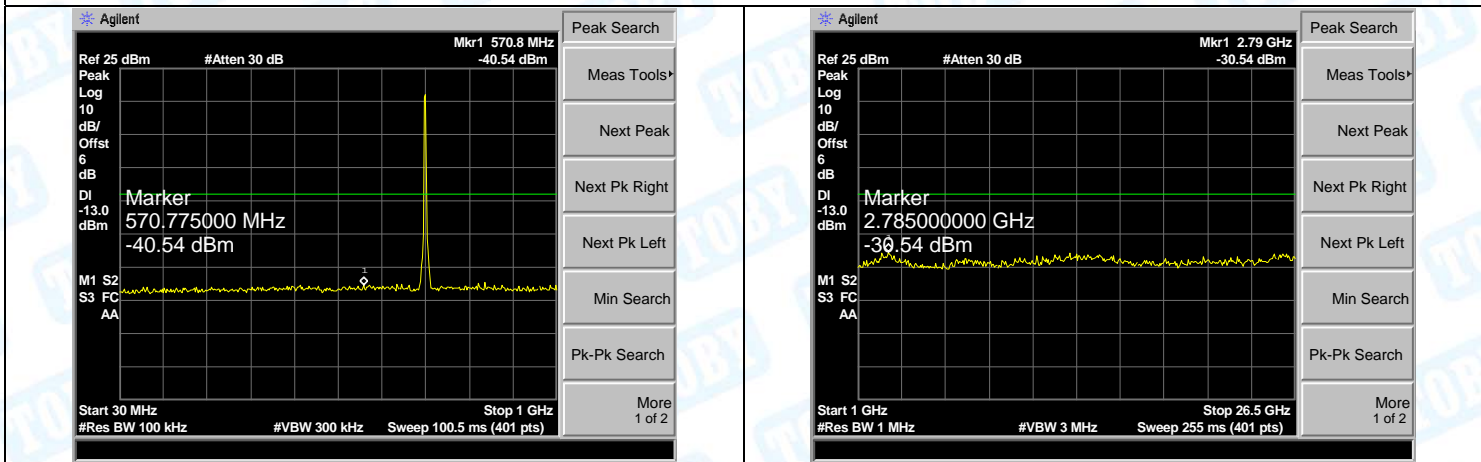 Agilent
Peak Search
Mkr1 570.8 MHz
Ref 25 dBm #Atten 30 dB -40.54 dBm
Peak
Log
10
dB/
Offst
6
dB
DI
-13.0
dBm
Marker
570.775000 MHz
-40.54 dBm
1
M1 S2
S3 FC
AA
Start 30 MHz Stop 1 GHz
#Res BW 100 kHz #VBW 300 kHz Sweep 100.5 ms (401 pts)
Meas Tools
Next Peak
Next Pk Right
Next Pk Left
Min Search
Pk-Pk Search
More
1 of 2
Agilent
Peak Search
Mkr1 2.79 GHz
Ref 25 dBm #Atten 30 dB -30.54 dBm
Peak
Log
10
dB/
Offst
6
dB
DI
-13.0
dBm
Marker
2.785000000 GHz
-30.54 dBm
1
M1 S2
S3 FC
AA
Start 1 GHz Stop 26.5 GHz
#Res BW 1 MHz #VBW 3 MHz Sweep 255 ms (401 pts)
Meas Tools
Next Peak
Next Pk Right
Next Pk Left
Min Search
Pk-Pk Search
More
1 of 2
TOBY